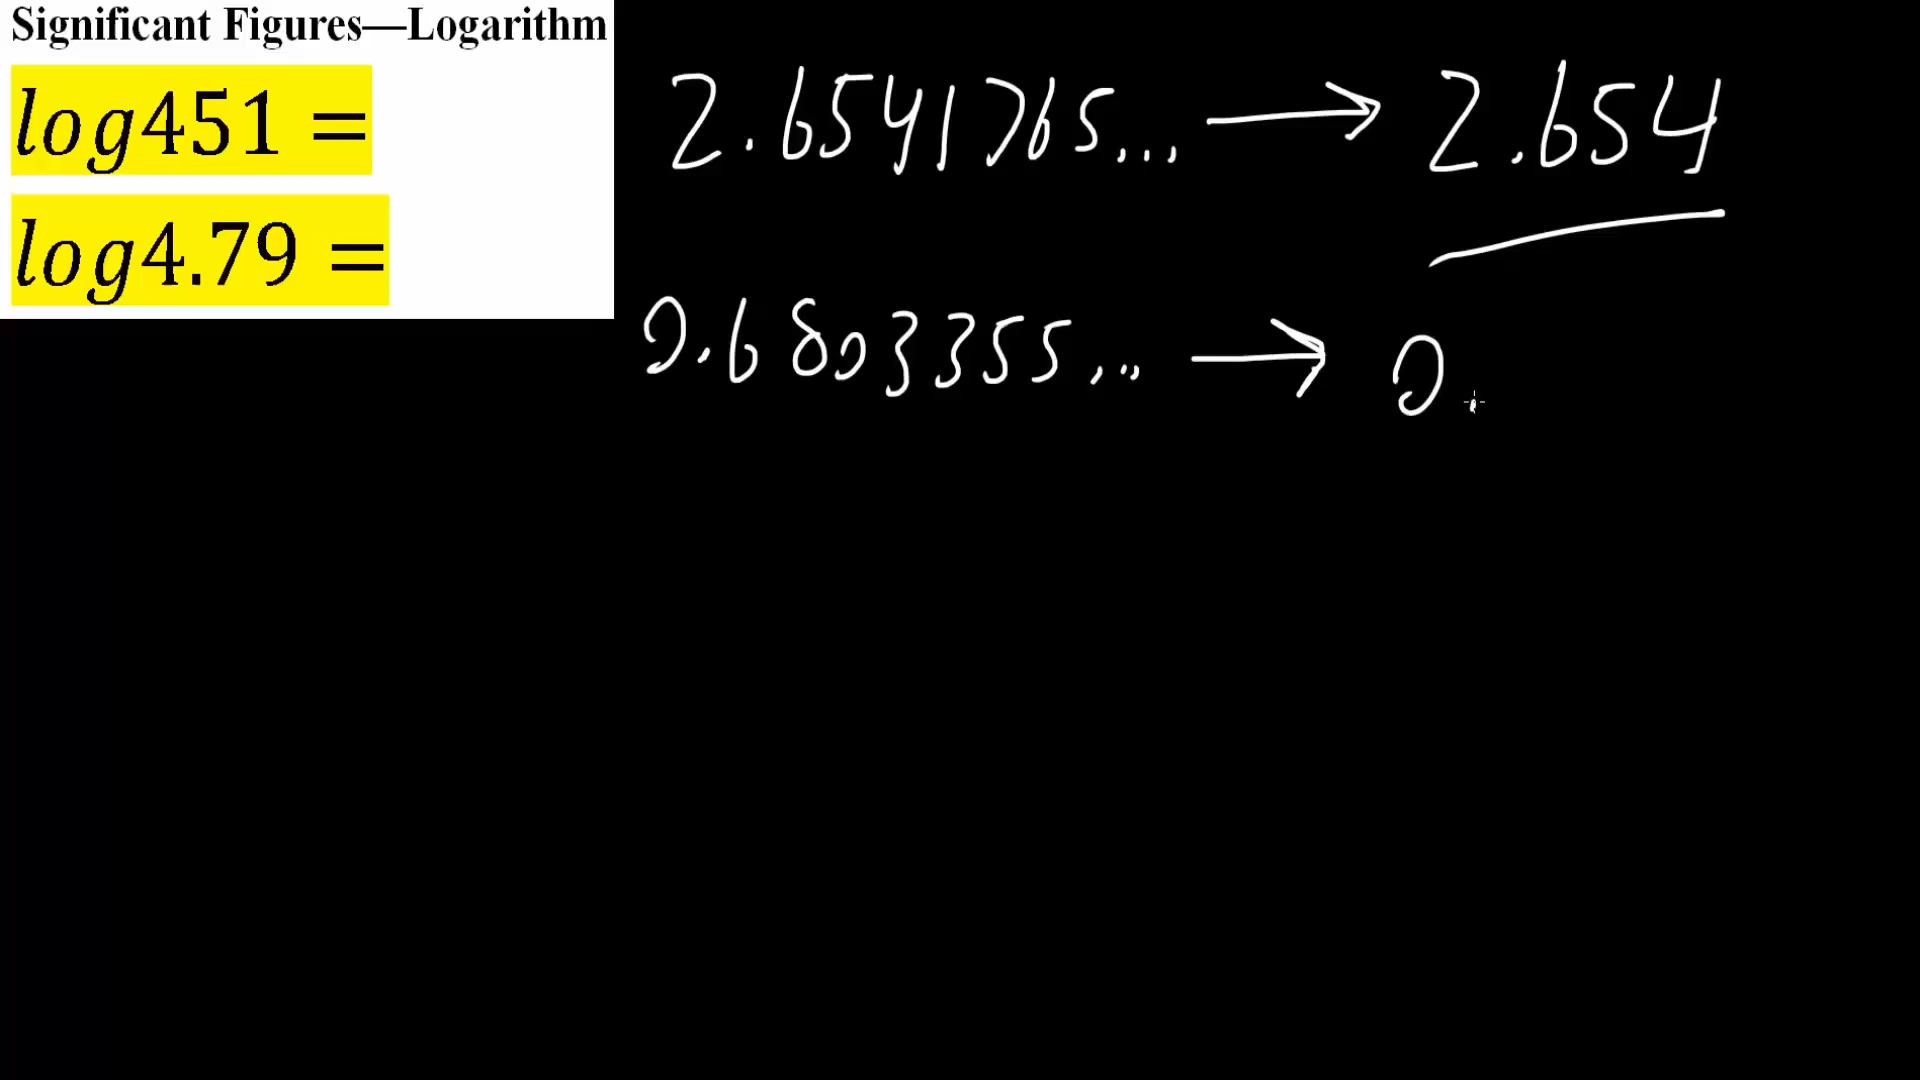 Significant Figures—Logarithm
log451 = 2.6541765... → 2.654
log4.79 = 0.6803355... → 0.